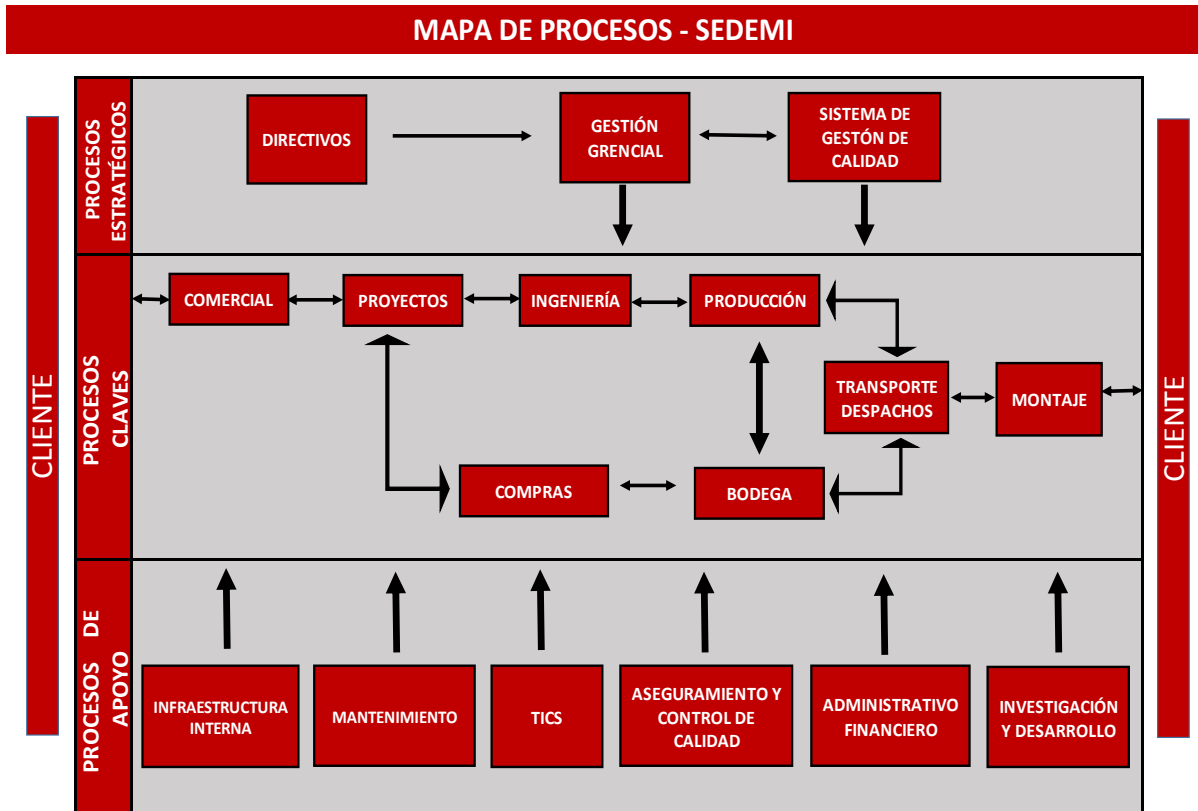 MAPA DE PROCESOS - SEDEMI
CLIENTE
PROCESOS
ESTRATÉGICOS
DIRECTIVOS
GESTIÓN
GRENCIAL
SISTEMA DE
GESTÓN DE
CALIDAD
PROCESOS
CLAVES
COMERCIAL
PROYECTOS
INGENIERÍA
PRODUCCIÓN
TRANSPORTE
DESPACHOS
MONTAJE
COMPRAS
BODEGA
PROCESOS DE
APOYO
INFRAESTRUCTURA
INTERNA
MANTENIMIENTO
TICS
ASEGURAMIENTO Y
CONTROL DE
CALIDAD
ADMINISTRATIVO
FINANCIERO
INVESTIGACIÓN
Y DESARROLLO
CLIENTE